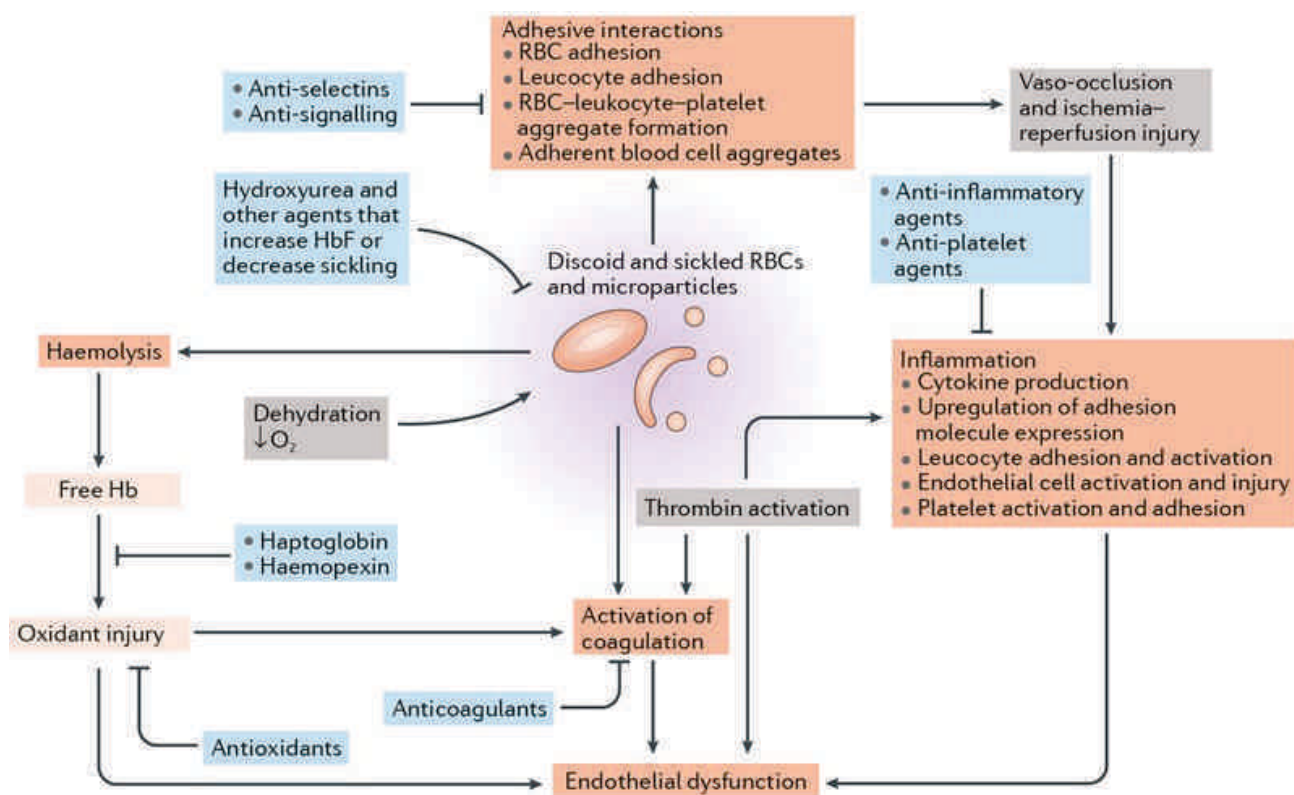 Adhesive interactions
• RBC adhesion
• Leucocyte adhesion
• RBC–leukocyte–platelet
aggregate formation
• Adherent blood cell aggregates
• Anti-selectins
• Anti-signalling
Vaso-occlusion
and ischemia–
reperfusion injury
Hydroxyurea and
other agents that
increase HbF or
decrease sickling
• Anti-inflammatory
agents
• Anti-platelet
agents
Discoid and sickled RBCs
and microparticles
Haemolysis
Dehydration
↓O₂
Inflammation
• Cytokine production
• Upregulation of adhesion
molecule expression
• Leucocyte adhesion and activation
• Endothelial cell activation and injury
• Platelet activation and adhesion
Free Hb
Thrombin activation
• Haptoglobin
• Haemopexin
Oxidant injury
Activation of
coagulation
Anticoagulants
Antioxidants
Endothelial dysfunction